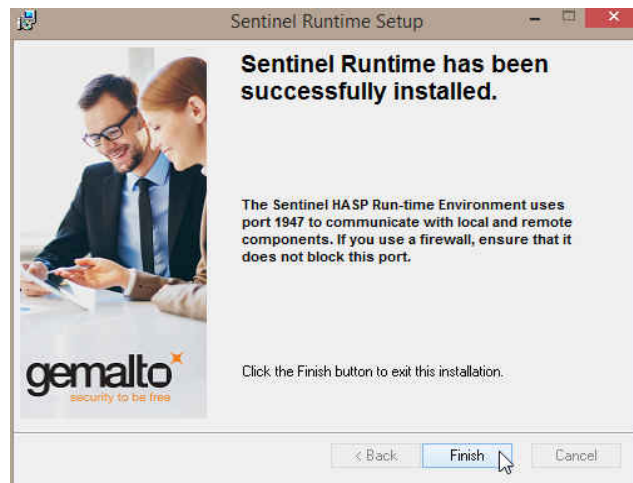 Sentinel Runtime Setup
Sentinel Runtime has been
successfully installed.
The Sentinel HASP Run-time Environment uses
port 1947 to communicate with local and remote
components. If you use a firewall, ensure that it
does not block this port.
gemalto
security to be free
Click the Finish button to exit this installation.
< Back
Finish
Cancel